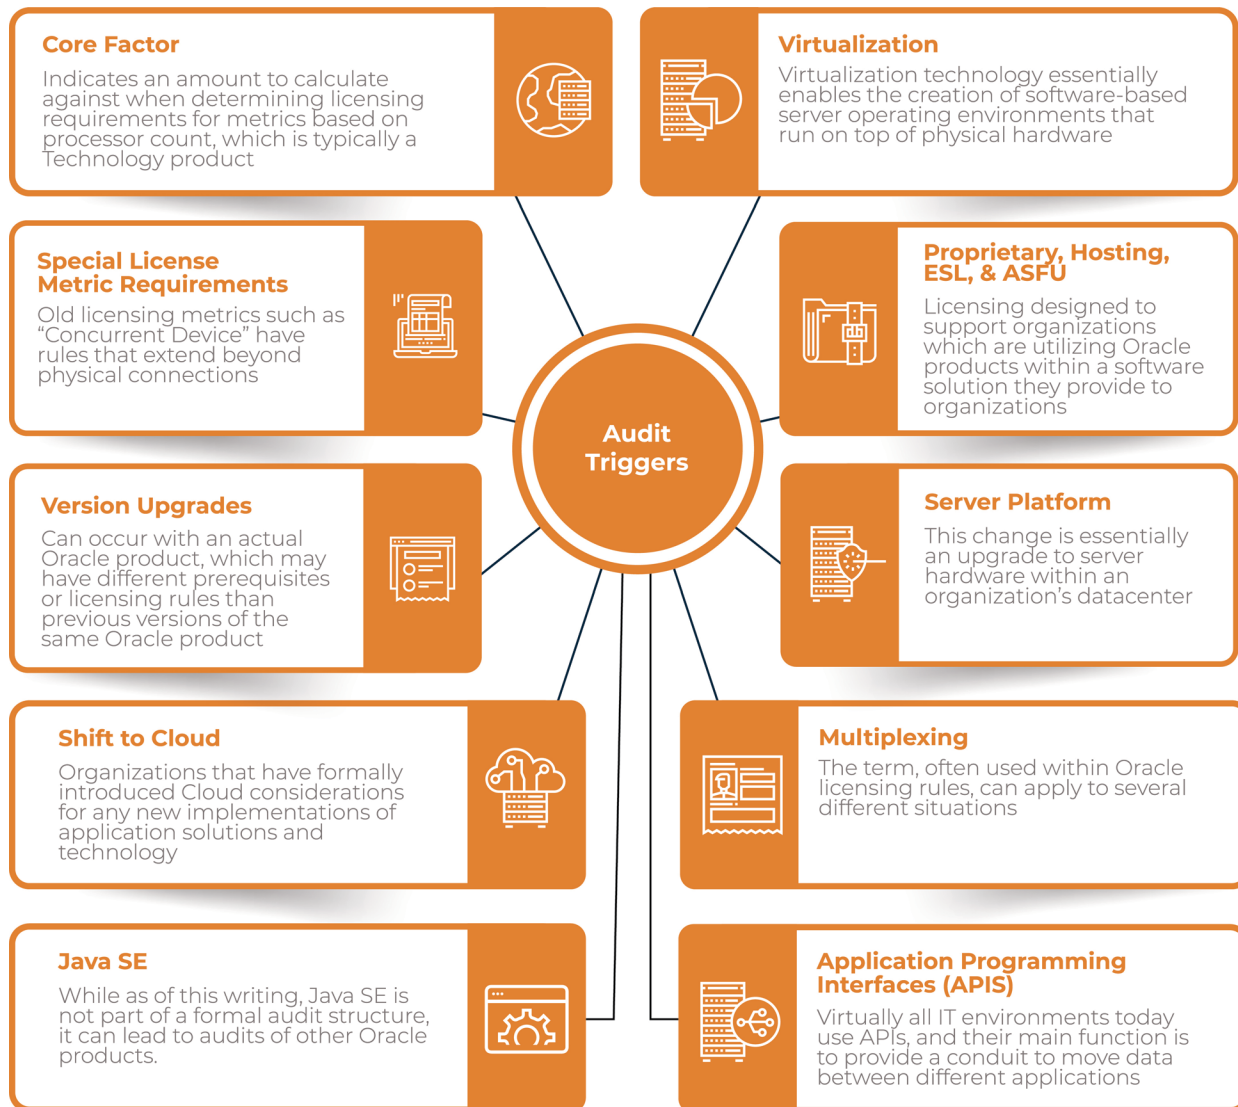 Core Factor
Indicates an amount to calculate
against when determining licensing
requirements for metrics based on
processor count, which is typically a
Technology product
Virtualization
Virtualization technology essentially
enables the creation of software-based
server operating environments that
run on top of physical hardware
Special License
Metric Requirements
Old licensing metrics such as
“Concurrent Device” have
rules that extend beyond
physical connections
Proprietary, Hosting,
ESL, & ASFU
Licensing designed to
support organizations
which are utilizing Oracle
products within a software
solution they provide to
organizations
Audit
Triggers
Version Upgrades
Can occur with an actual
Oracle product, which may
have different prerequisites
or licensing rules than
previous versions of the
same Oracle product
Server Platform
This change is essentially
an upgrade to server
hardware within an
organization’s datacenter
Shift to Cloud
Organizations that have formally
introduced Cloud considerations
for any new implementations of
application solutions and
technology
Multiplexing
The term, often used within Oracle
licensing rules, can apply to several
different situations
Java SE
While as of this writing, Java SE is
not part of a formal audit structure,
it can lead to audits of other Oracle
products.
Application Programming
Interfaces (APIS)
Virtually all IT environments today
use APIs, and their main function is
to provide a conduit to move data
between different applications